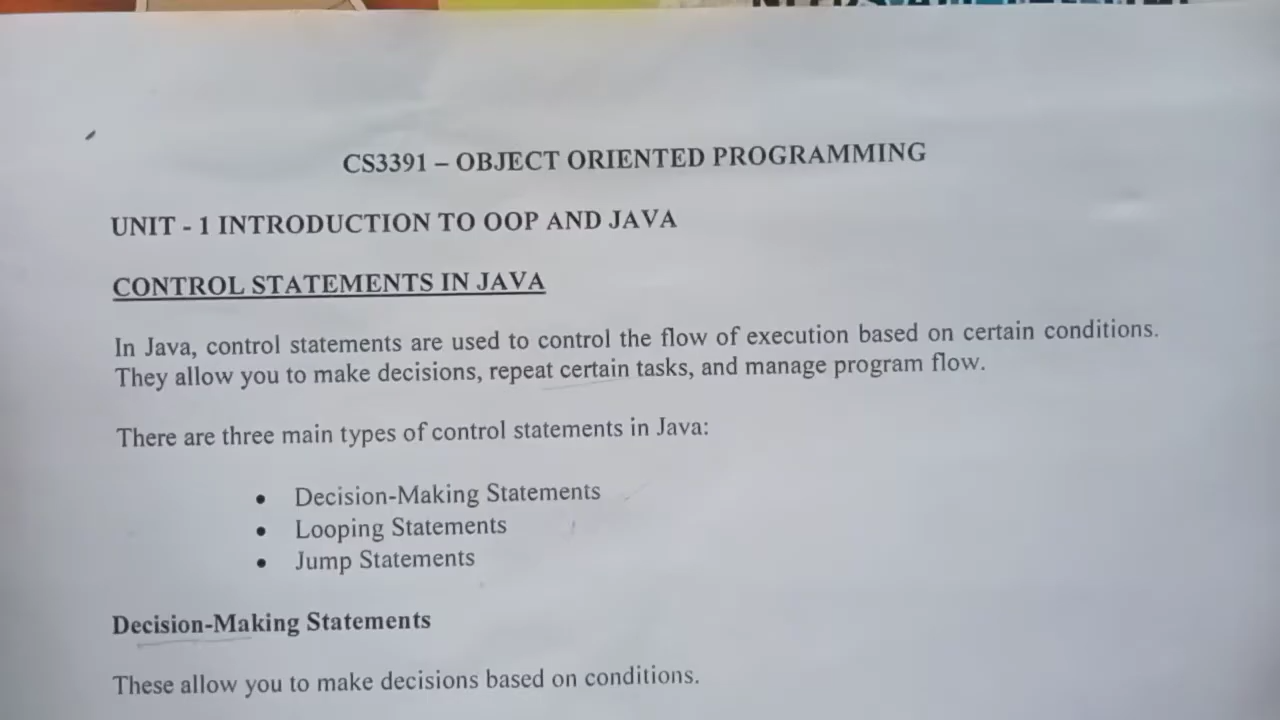 CS3391 – OBJECT ORIENTED PROGRAMMING
UNIT - 1 INTRODUCTION TO OOP AND JAVA
CONTROL STATEMENTS IN JAVA
In Java, control statements are used to control the flow of execution based on certain conditions.
They allow you to make decisions, repeat certain tasks, and manage program flow.
There are three main types of control statements in Java:
• Decision-Making Statements
• Looping Statements
• Jump Statements
Decision-Making Statements
These allow you to make decisions based on conditions.